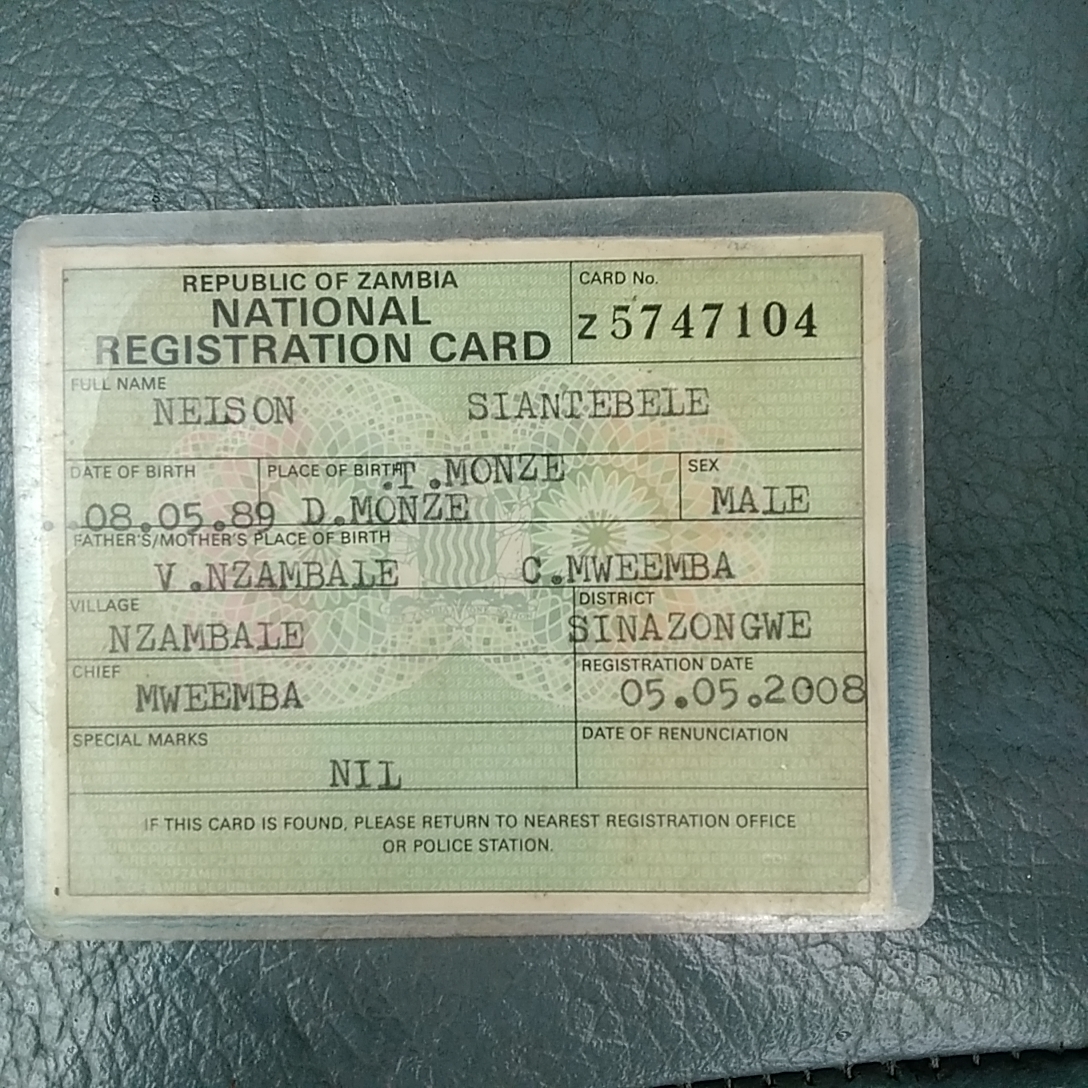 REPUBLIC OF ZAMBIA
NATIONAL
REGISTRATION CARD
CARD No.
Z 5747104
FULL NAME
NELSON SIANTEBELE
DATE OF BIRTH
08.05.89
PLACE OF BIRTH
.T.MONZE
D.MONZE
SEX
MALE
FATHER'S/MOTHER'S PLACE OF BIRTH
V.NZAMBALE C.MWEEMBA
VILLAGE
NZAMBALE
DISTRICT
SINAZONGWE
CHIEF
MWEEMBA
REGISTRATION DATE
05.05.2008
SPECIAL MARKS
NIL
DATE OF RENUNCIATION
IF THIS CARD IS FOUND, PLEASE RETURN TO NEAREST REGISTRATION OFFICE
OR POLICE STATION.